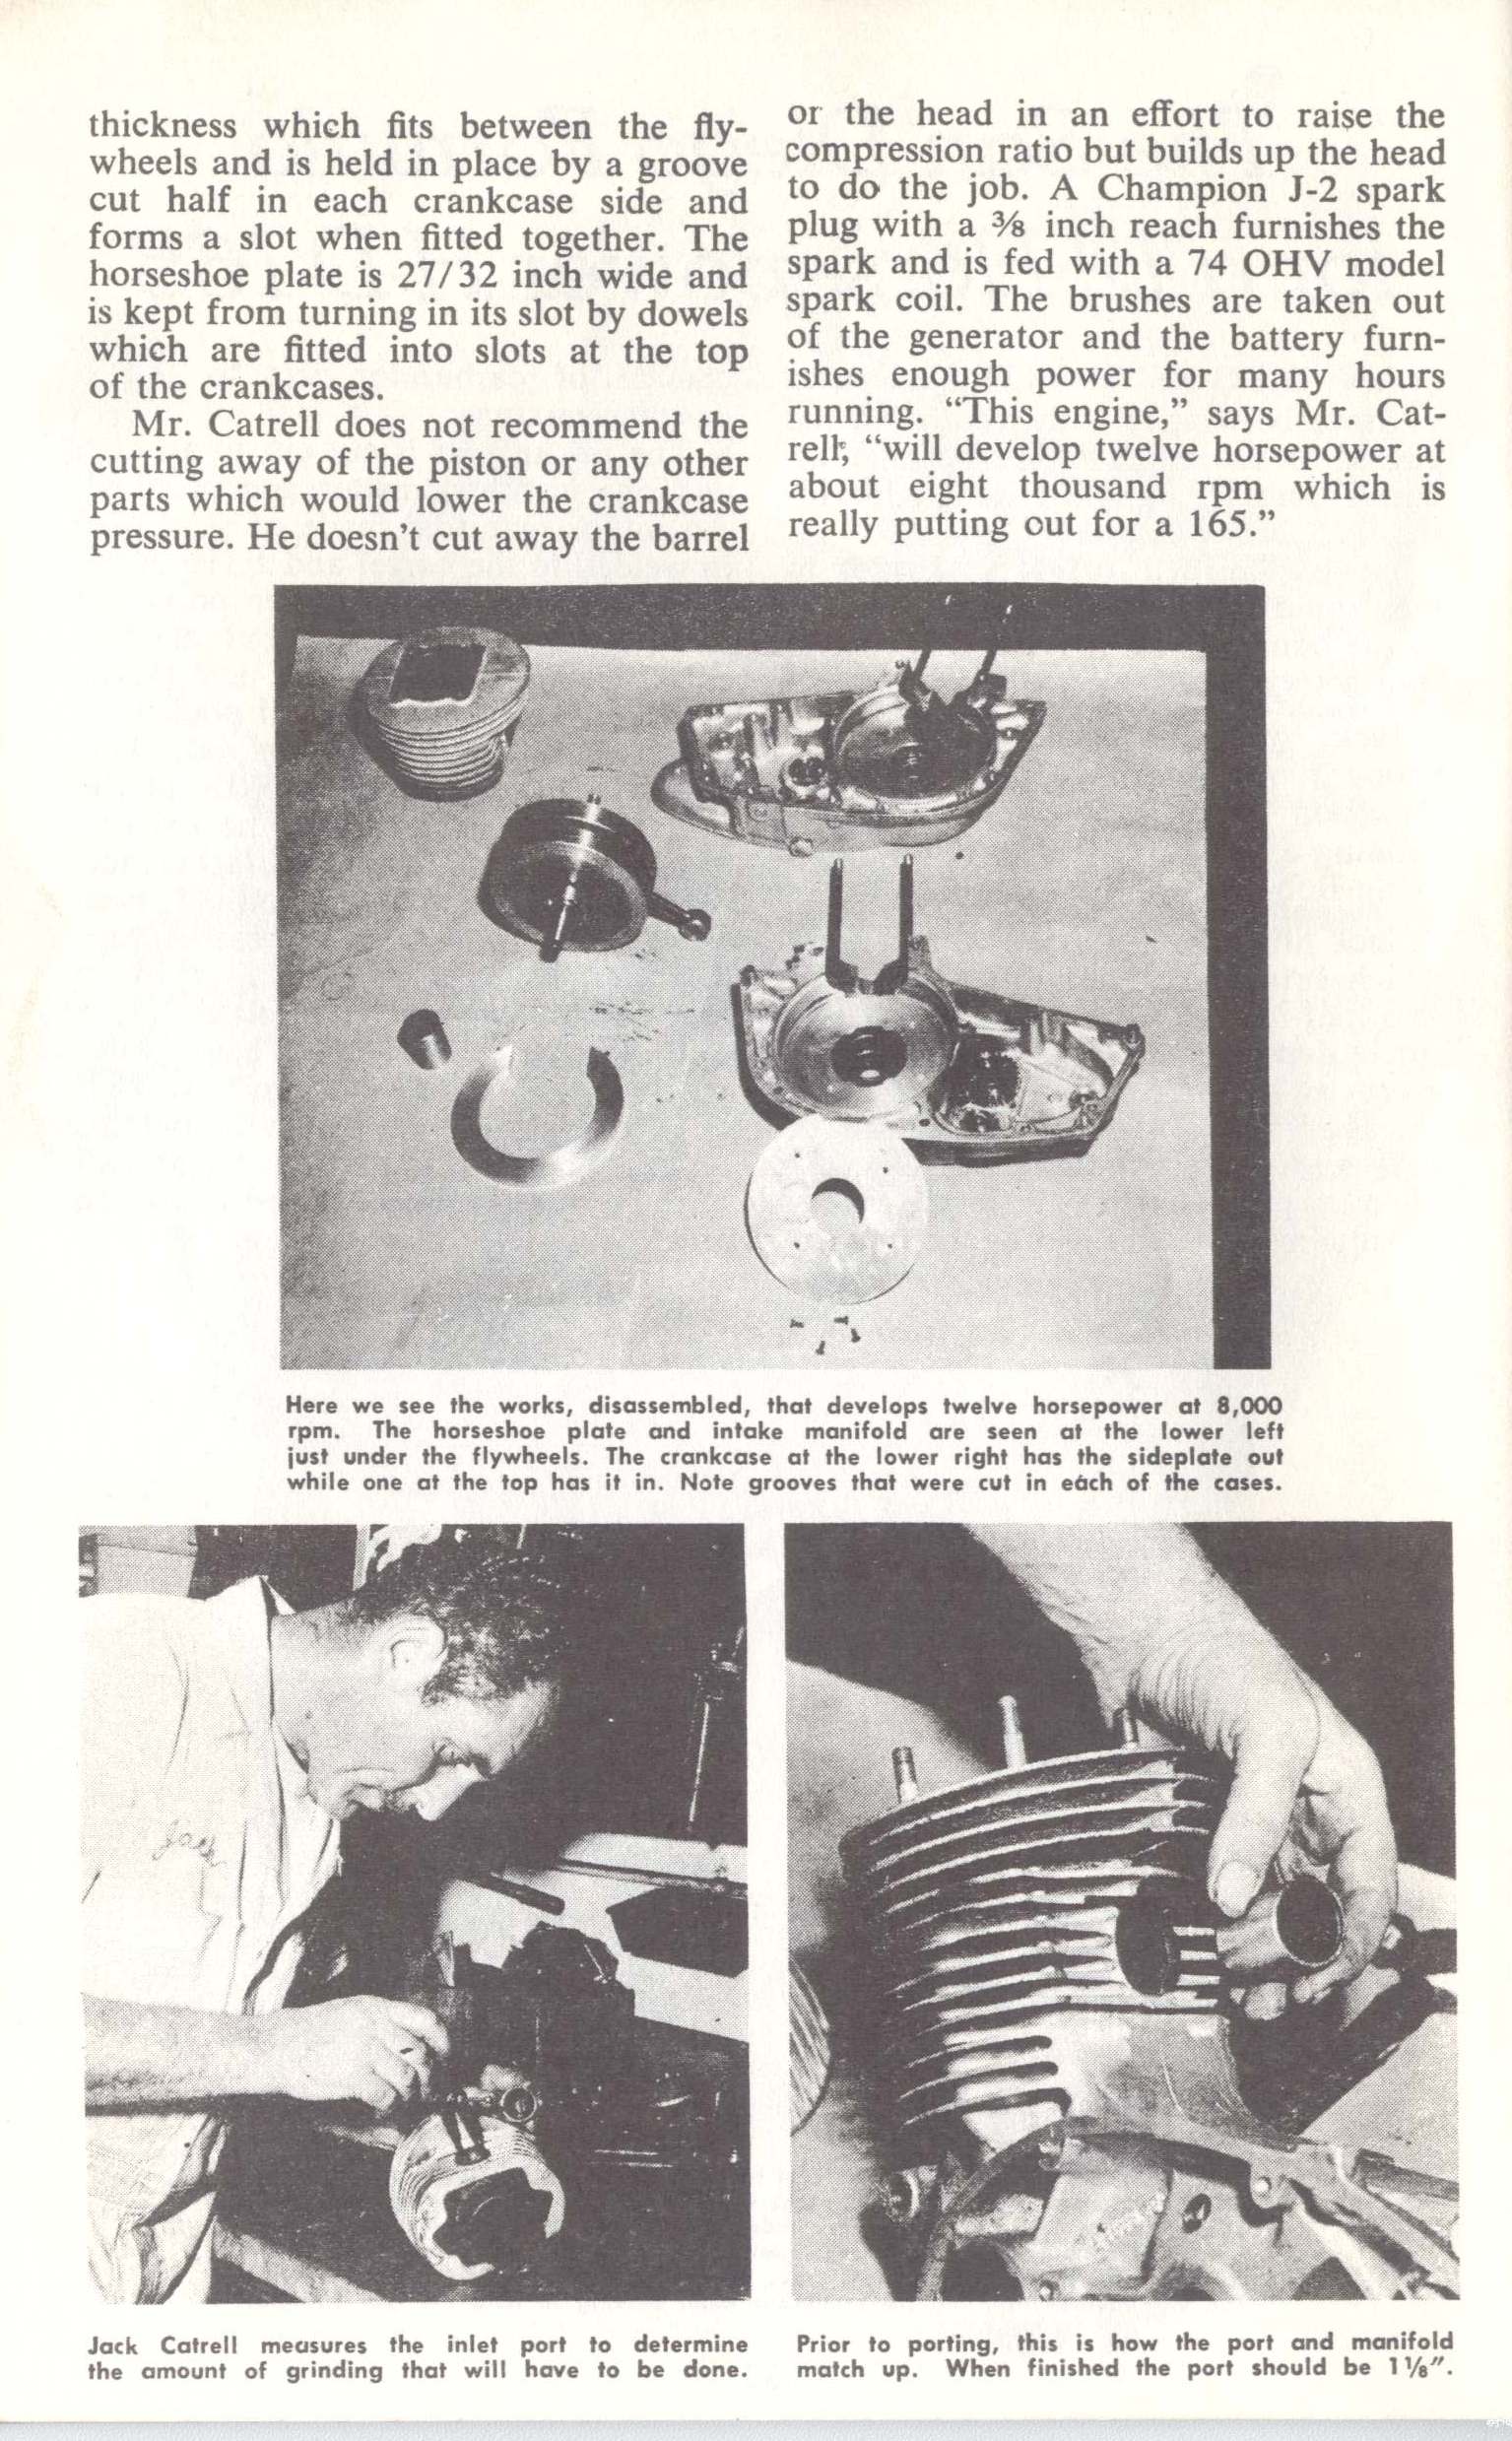 thickness which fits between the fly-
wheels and is held in place by a groove
cut half in each crankcase side and
forms a slot when fitted together. The
horseshoe plate is 27/32 inch wide and
is kept from turning in its slot by dowels
which are fitted into slots at the top
of the crankcases.
Mr. Catrell does not recommend the
cutting away of the piston or any other
parts which would lower the crankcase
pressure. He doesn't cut away the barrel
or the head in an effort to raise the
compression ratio but builds up the head
to do the job. A Champion J-2 spark
plug with a ⅜ inch reach furnishes the
spark and is fed with a 74 OHV model
spark coil. The brushes are taken out
of the generator and the battery furn-
ishes enough power for many hours
running. “This engine,” says Mr. Cat-
rell, “will develop twelve horsepower at
about eight thousand rpm which is
really putting out for a 165.”
Here we see the works, disassembled, that develops twelve horsepower at 8,000
rpm. The horseshoe plate and intake manifold are seen at the lower left
just under the flywheels. The crankcase at the lower right has the sideplate out
while one at the top has it in. Note grooves that were cut in each of the cases.
Jack
Jack Catrell measures the inlet port to determine
the amount of grinding that will have to be done.
Prior to porting, this is how the port and manifold
match up. When finished the port should be 1⅛″.